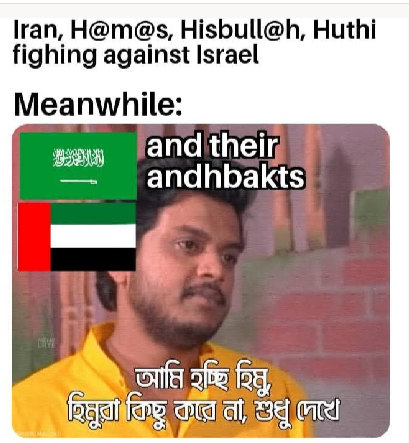 Iran, H@m@s, Hisbull@h, Huthi
fighing against Israel
Meanwhile:
and their
andhbakts
আমি হচ্ছি হিমু,
হিমুরা কিছু করে না, শুধু দেখে